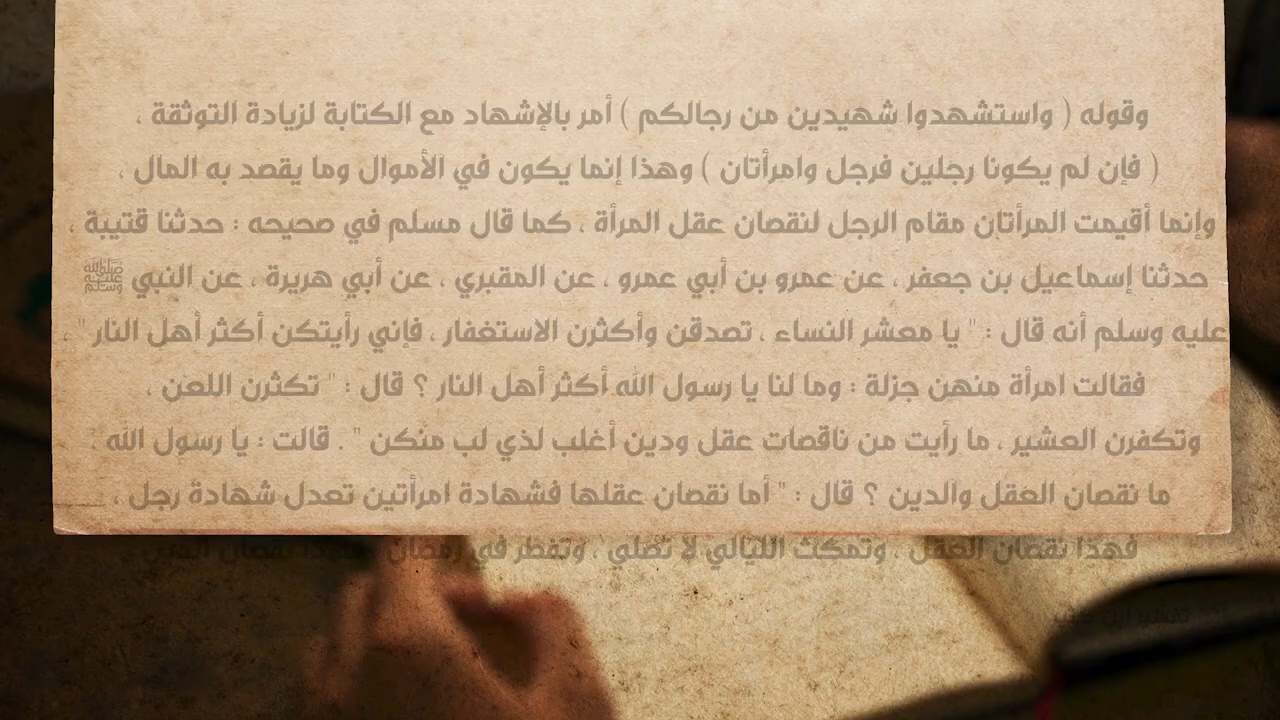 وقوله ( واستشهدوا شهيدين من رجالكم ) أمر بالإشهاد مع الكتابة لزيادة التوثقة ،
( فإن لم يكونا رجلين فرجل وامرأتان ) وهذا إنما يكون في الأموال وما يقصد به المال ،
وإنما أقيمت المرأتان مقام الرجل لنقصان عقل المرأة ، كما قال مسلم في صحيحه : حدثنا قتيبة ،
حدثنا إسماعيل بن جعفر ، عن عمرو بن أبي عمرو ، عن المقبري ، عن أبي هريرة ، عن النبي ﷺ
عليه وسلم أنه قال : " يا معشر النساء ، تصدقن وأكثرن الاستغفار ، فإني رأيتكن أكثر أهل النار " ،
فقالت امرأة منهن جزلة : وما لنا يا رسول الله أكثر أهل النار ؟ قال : " تكثرن اللعن ،
وتكفرن العشير ، ما رأيت من ناقصات عقل ودين أغلب لذي لب منكن " . قالت : يا رسول الله ،
ما نقصان العقل والدين ؟ قال : " أما نقصان عقلها فشهادة امرأتين تعدل شهادة رجل ،
فهذا نقصان العقل ، وتمكث الليالي لا تصلي ، وتفطر في رمضان ، فهذا نقصان الدين
تفسير ابن كثير